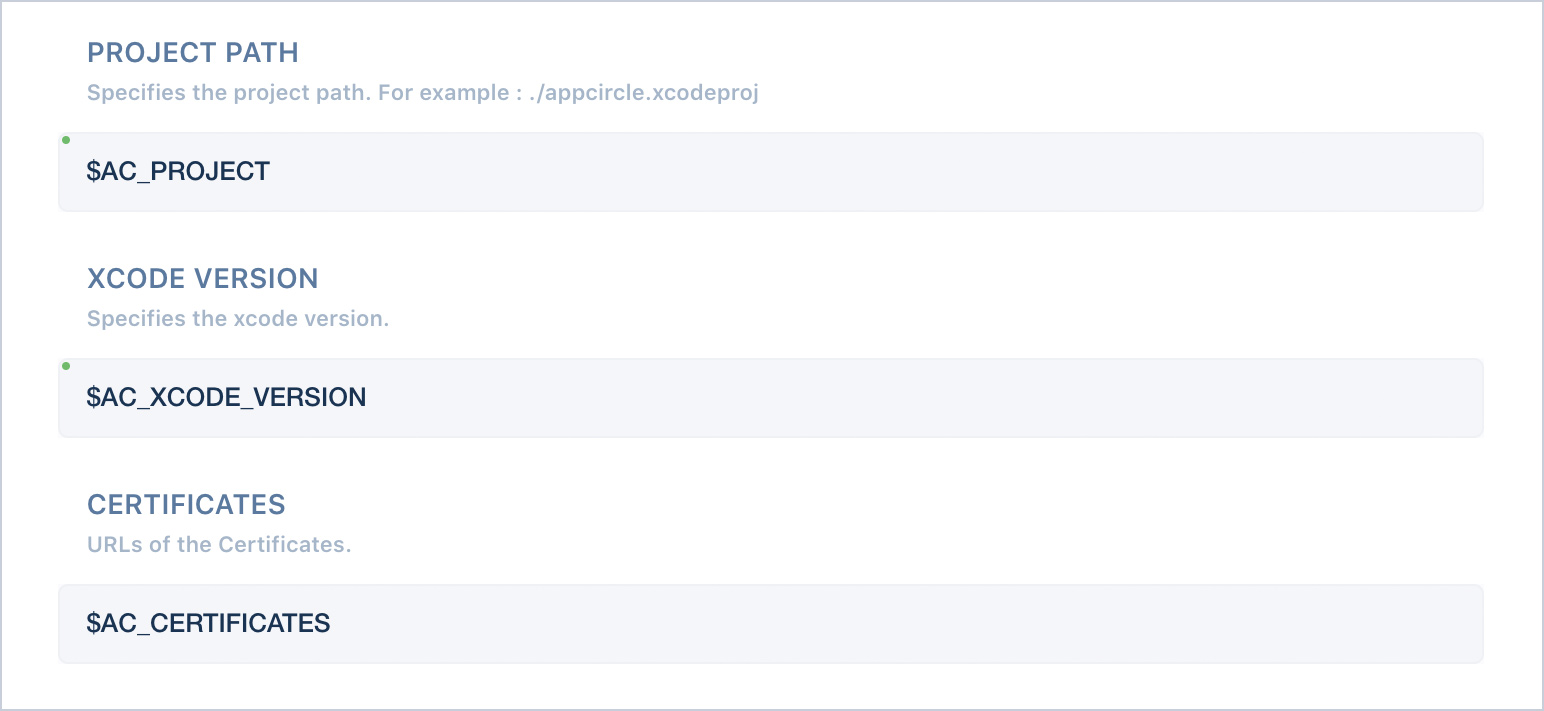 PROJECT PATH
Specifies the project path. For example : ./appcircle.xcodeproj
$AC_PROJECT
XCODE VERSION
Specifies the xcode version.
$AC_XCODE_VERSION
CERTIFICATES
URLs of the Certificates.
$AC_CERTIFICATES